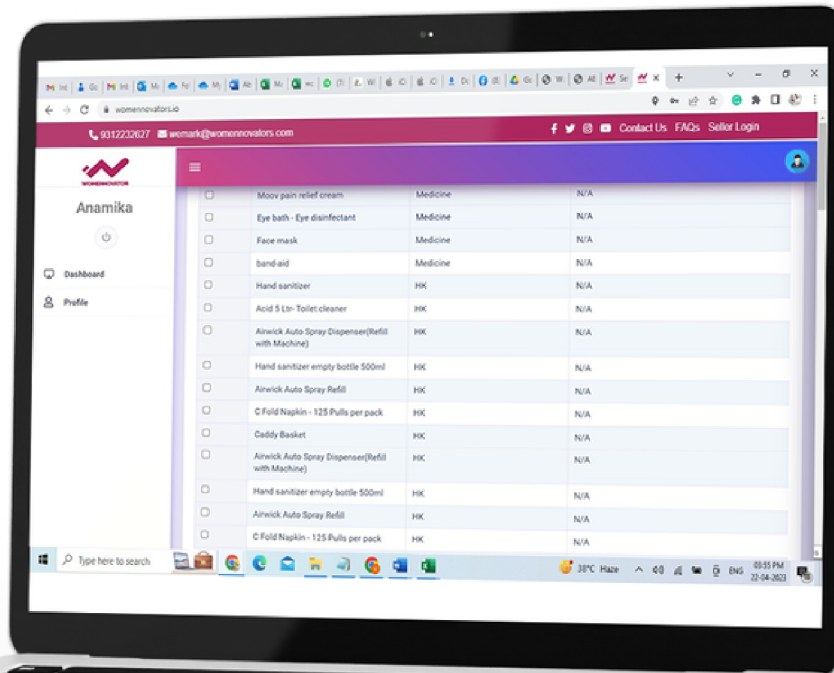 womennovators.io
9312232627 womark@womennovators.com Contact Us FAQs Seller Login
WOMENNOVATOR
Anamika
Dashboard
Profile
Moov pain relief cream Medicine N/A
Eye bath - Eye disinfectant Medicine N/A
Face mask Medicine N/A
band-aid Medicine N/A
Hand sanitizer HK N/A
Acid 5 Ltr- Toilet cleaner HK N/A
Airwick Auto Spray Dispenser(Refill HK N/A
with Machine)
Hand sanitizer empty bottle 500ml HK N/A
Airwick Auto Spray Refill HK N/A
C Fold Napkin - 125 Pulls per pack HK N/A
Caddy Basket HK N/A
Airwick Auto Spray Dispenser(Refill HK N/A
with Machine)
Hand sanitizer empty bottle 500ml HK N/A
Airwick Auto Spray Refill HK N/A
C Fold Napkin - 125 Pulls per pack HK N/A
Type here to search 38°C Haze ENG 03:55 PM
22-04-2023